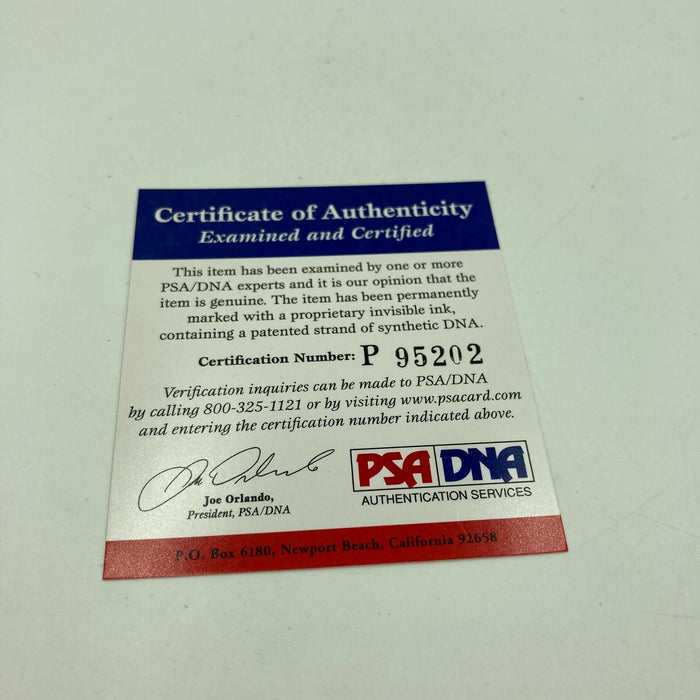 Certificate of Authenticity
Examined and Certified
This item has been examined by one or more
PSA/DNA experts and it is our opinion that the
item is genuine. The item has been permanently
marked with a proprietary invisible ink,
containing a patented strand of synthetic DNA.
Certification Number: P 95202
Verification inquiries can be made to PSA/DNA
by calling 800-325-1121 or by visiting www.psacard.com
and entering the certification number indicated above.
Joe Orlando,
President, PSA/DNA
PSA DNA
AUTHENTICATION SERVICES
P.O. Box 6180, Newport Beach, California 92658